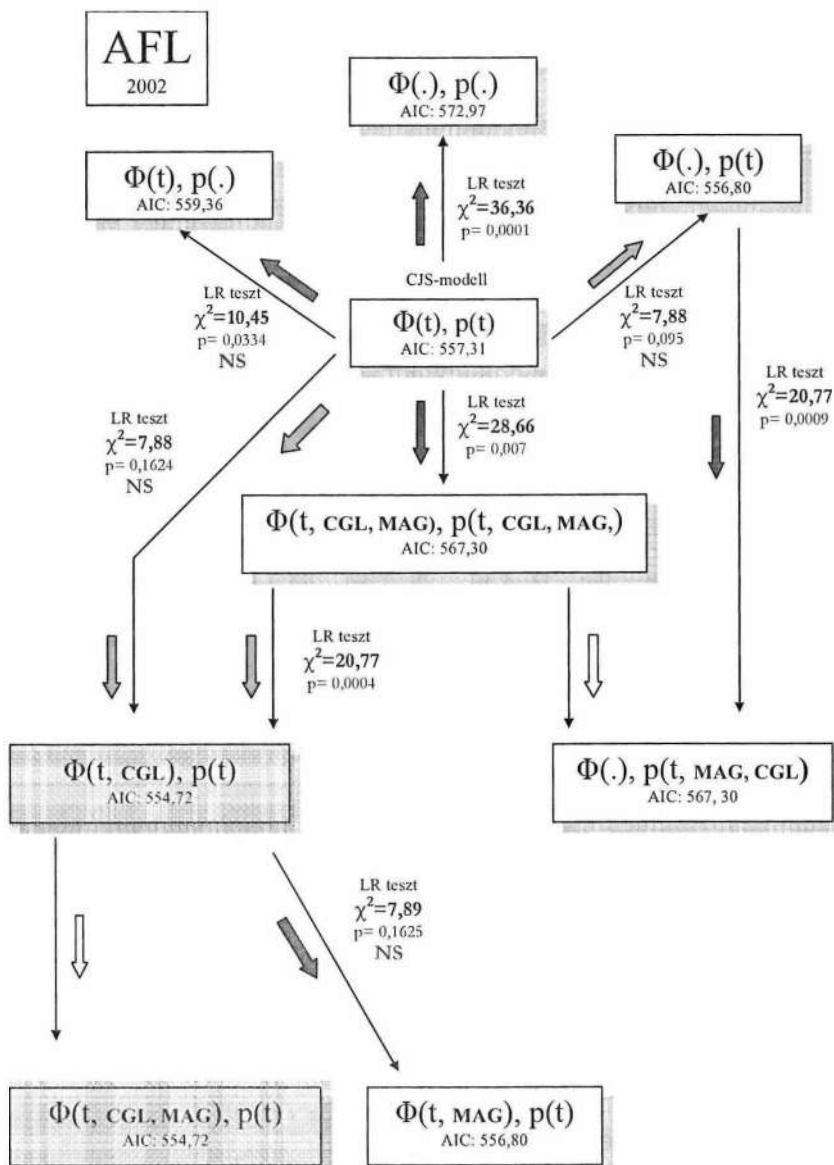 AFL
2002
Φ(.), p(.)
AIC: 572,97
Φ(t), p(.)
AIC: 559,36
Φ(.), p(t)
AIC: 556,80
LR teszt
χ²=36,36
p= 0,0001
CJS-modell
Φ(t), p(t)
AIC: 557,31
LR teszt
χ²=10,45
p= 0,0334
NS
LR teszt
χ²=7,88
p= 0,095
NS
LR teszt
χ²=20,77
p= 0,0009
LR teszt
χ²=7,88
p= 0,1624
NS
LR teszt
χ²=28,66
p= 0,007
Φ(t, CGL, MAG), p(t, CGL, MAG,)
AIC: 567,30
LR teszt
χ²=20,77
p= 0,0004
Φ(t, CGL), p(t)
AIC: 554,72
Φ(.), p(t, MAG, CGL)
AIC: 567, 30
LR teszt
χ²=7,89
p= 0,1625
NS
Φ(t, CGL, MAG), p(t)
AIC: 554,72
Φ(t, MAG), p(t)
AIC: 556,80